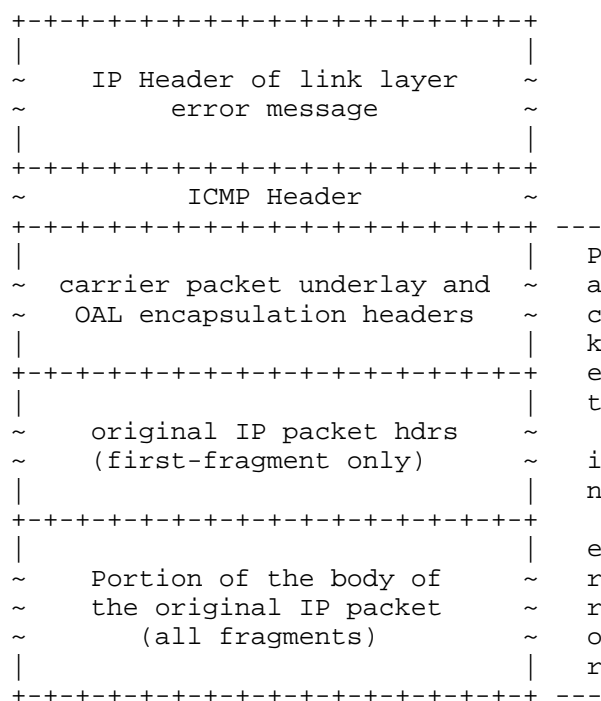 +-+-+-+-+-+-+-+-+-+-+-+-+-+-+-+-+
|                               |
~     IP Header of link layer   ~
~          error message        ~
|                               |
+-+-+-+-+-+-+-+-+-+-+-+-+-+-+-+-+
~           ICMP Header         ~
+-+-+-+-+-+-+-+-+-+-+-+-+-+-+-+-+ ---
|                               |   P
~   carrier packet underlay and ~   a
~    OAL encapsulation headers  ~   c
|                               |   k
+-+-+-+-+-+-+-+-+-+-+-+-+-+-+-+-+   e
|                               |   t
~     original IP packet hdrs   ~
~     (first-fragment only)     ~   i
|                               |   n
+-+-+-+-+-+-+-+-+-+-+-+-+-+-+-+-+
|                               |   e
~     Portion of the body of    ~   r
~     the original IP packet    ~   r
~        (all fragments)        ~   o
|                               |   r
+-+-+-+-+-+-+-+-+-+-+-+-+-+-+-+-+ ---